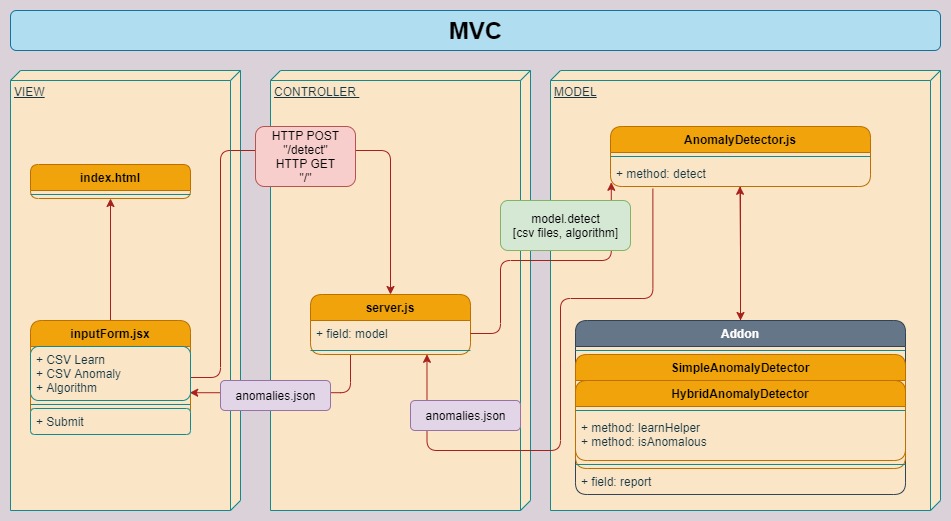 MVC
VIEW
index.html
inputForm.jsx
+ CSV Learn
+ CSV Anomaly
+ Algorithm
+ Submit
CONTROLLER
HTTP POST
"/detect"
HTTP GET
"/"
server.js
+ field: model
anomalies.json
anomalies.json
model.detect
[csv files, algorithm]
MODEL
AnomalyDetector.js
+ method: detect
Addon
SimpleAnomalyDetector
HybridAnomalyDetector
+ method: learnHelper
+ method: isAnomalous
+ field: report